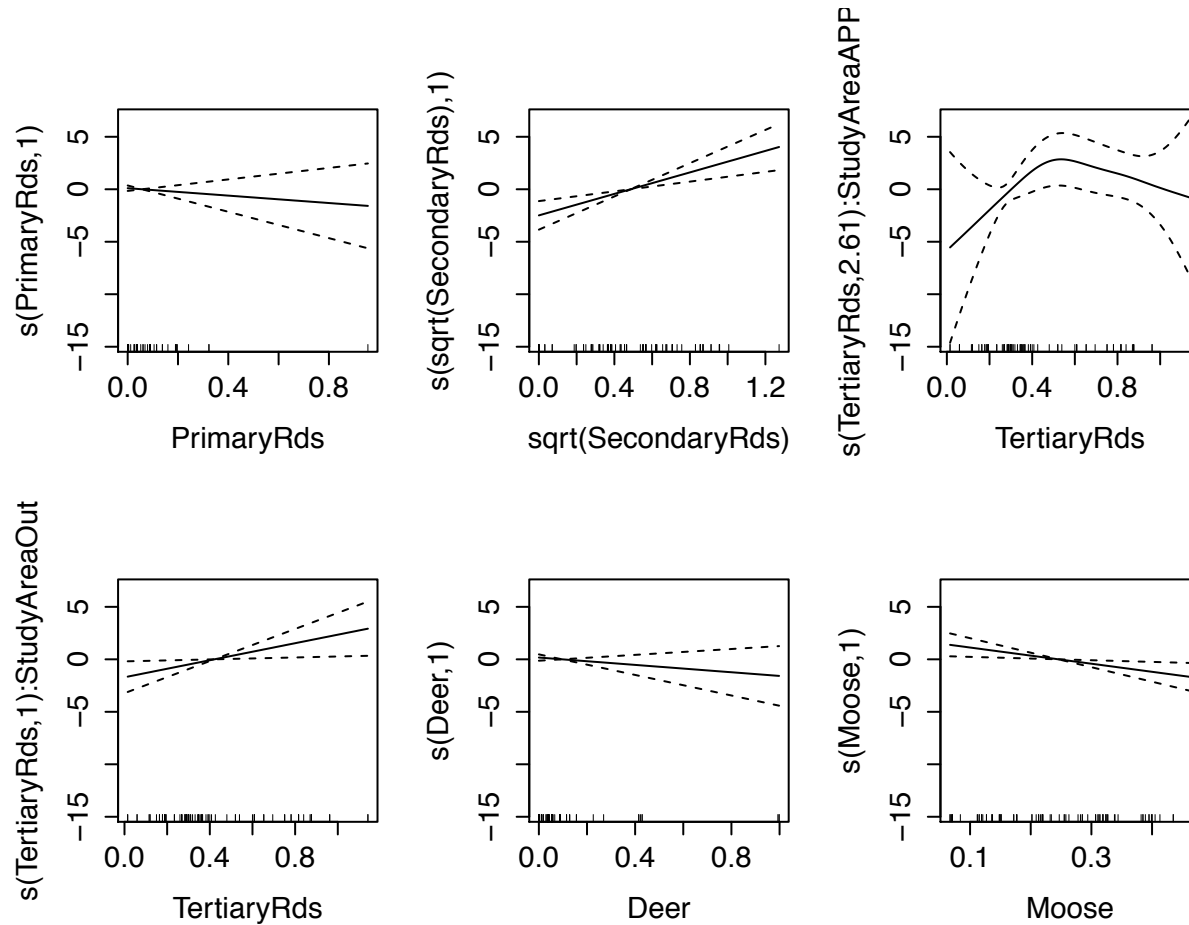 s(PrimaryRds,1)
5
0
−5
−15
0.0 0.4 0.8
PrimaryRds
s(sqrt(SecondaryRds),1)
5
0
−5
−15
0.0 0.4 0.8 1.2
sqrt(SecondaryRds)
s(TertiaryRds,2.61):StudyAreaAPP
5
0
−5
−15
0.0 0.4 0.8
TertiaryRds
s(TertiaryRds,1):StudyAreaOut
5
0
−5
−15
0.0 0.4 0.8
TertiaryRds
s(Deer,1)
5
0
−5
−15
0.0 0.4 0.8
Deer
s(Moose,1)
5
0
−5
−15
0.1 0.3
Moose